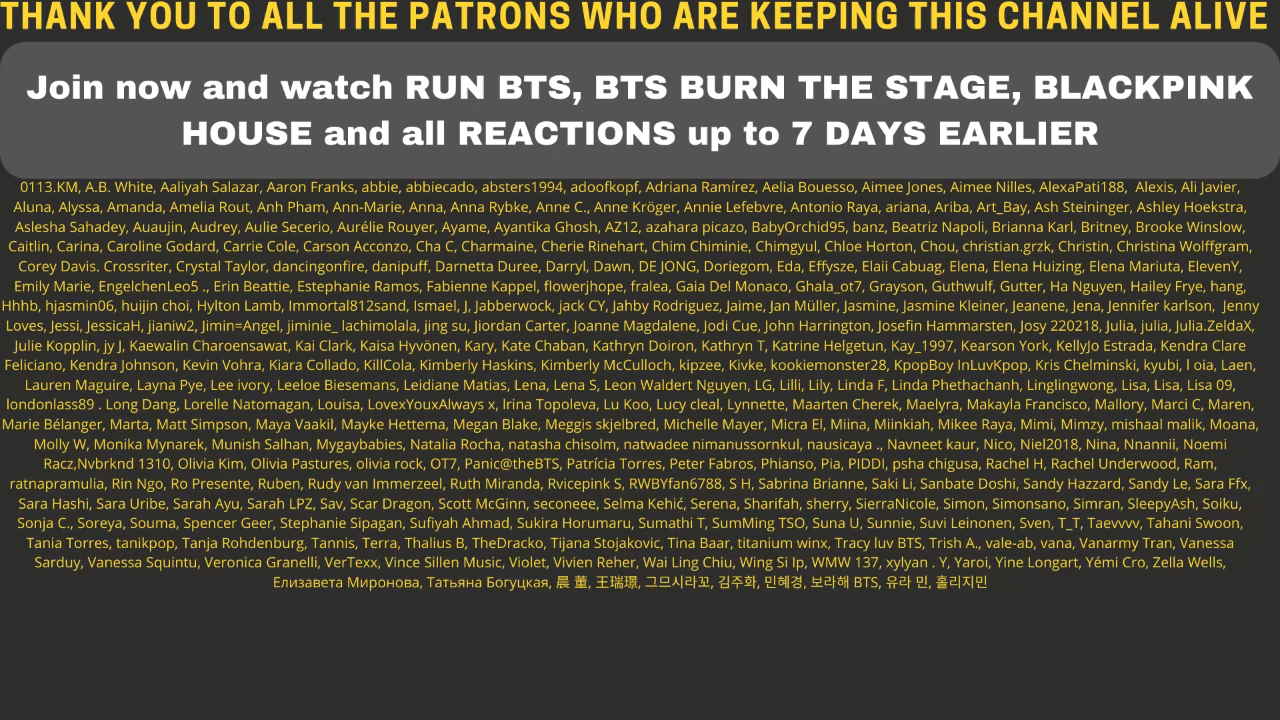 THANK YOU TO ALL THE PATRONS WHO ARE KEEPING THIS CHANNEL ALIVE
Join now and watch RUN BTS, BTS BURN THE STAGE, BLACKPINK
HOUSE and all REACTIONS up to 7 DAYS EARLIER
0113.KM, A.B. White, Aaliyah Salazar, Aaron Franks, abbie, abbiecado, absters1994, adoofkopf, Adriana Ramírez, Aelia Bouesso, Aimee Jones, Aimee Nilles, AlexaPati188, Alexis, Ali Javier,
Aluna, Alyssa, Amanda, Amelia Rout, Anh Pham, Ann-Marie, Anna, Anna Rybke, Anne C., Anne Kröger, Annie Lefebvre, Antonio Raya, ariana, Ariba, Art_Bay, Ash Steininger, Ashley Hoekstra,
Aslesha Sahadey, Auaujin, Audrey, Aulie Secerio, Aurélie Rouyer, Ayame, Ayantika Ghosh, AZ12, azahara picazo, BabyOrchid95, banz, Beatriz Napoli, Brianna Karl, Britney, Brooke Winslow,
Caitlin, Carina, Caroline Godard, Carrie Cole, Carson Acconzo, Cha C, Charmaine, Cherie Rinehart, Chim Chiminie, Chimgyul, Chloe Horton, Chou, christian.grzk, Christin, Christina Wolffgram,
Corey Davis. Crossriter, Crystal Taylor, dancingonfire, danipuff, Darnetta Duree, Darryl, Dawn, DE JONG, Doriegom, Eda, Effysze, Elaii Cabuag, Elena, Elena Huizing, Elena Mariuta, ElevenY,
Emily Marie, EngelchenLeo5 ., Erin Beattie, Estephanie Ramos, Fabienne Kappel, flowerjhope, fralea, Gaia Del Monaco, Ghala_ot7, Grayson, Guthwulf, Gutter, Ha Nguyen, Hailey Frye, hang,
Hhhb, hjasmin06, huijin choi, Hylton Lamb, Immortal812sand, Ismael, J, Jabberwock, jack CY, Jahby Rodriguez, Jaime, Jan Müller, Jasmine, Jasmine Kleiner, Jeanene, Jena, Jennifer karlson, Jenny
Loves, Jessi, JessicaH, jianiw2, Jimin=Angel, jiminie_ lachimolala, jing su, Jiordan Carter, Joanne Magdalene, Jodi Cue, John Harrington, Josefin Hammarsten, Josy 220218, Julia, julia, Julia.ZeldaX,
Julie Kopplin, jy J, Kaewalin Charoensawat, Kai Clark, Kaisa Hyvönen, Kary, Kate Chaban, Kathryn Doiron, Kathryn T, Katrine Helgetun, Kay_1997, Kearson York, KellyJo Estrada, Kendra Clare
Feliciano, Kendra Johnson, Kevin Vohra, Kiara Collado, KillCola, Kimberly Haskins, Kimberly McCulloch, kipzee, Kivke, kookiemonster28, KpopBoy InLuvKpop, Kris Chelminski, kyubi, l oia, Laen,
Lauren Maguire, Layna Pye, Lee ivory, Leeloe Biesemans, Leidiane Matias, Lena, Lena S, Leon Waldert Nguyen, LG, Lilli, Lily, Linda F, Linda Phethachanh, Linglingwong, Lisa, Lisa, Lisa 09,
londonlass89 . Long Dang, Lorelle Natomagan, Louisa, LovexYouxAlways x, lrina Topoleva, Lu Koo, Lucy cleal, Lynnette, Maarten Cherek, Maelyra, Makayla Francisco, Mallory, Marci C, Maren,
Marie Bélanger, Marta, Matt Simpson, Maya Vaakil, Mayke Hettema, Megan Blake, Meggis skjelbred, Michelle Mayer, Micra El, Miina, Miinkiah, Mikee Raya, Mimi, Mimzy, mishaal malik, Moana,
Molly W, Monika Mynarek, Munish Salhan, Mygaybabies, Natalia Rocha, natasha chisolm, natwadee nimanussornkul, nausicaya ., Navneet kaur, Nico, Niel2018, Nina, Nnannii, Noemi
Racz,Nvbrknd 1310, Olivia Kim, Olivia Pastures, olivia rock, OT7, Panic@theBTS, Patrícia Torres, Peter Fabros, Phianso, Pia, PIDDI, psha chigusa, Rachel H, Rachel Underwood, Ram,
ratnapramulia, Rin Ngo, Ro Presente, Ruben, Rudy van Immerzeel, Ruth Miranda, Rvicepink S, RWBYfan6788, S H, Sabrina Brianne, Saki Li, Sanbate Doshi, Sandy Hazzard, Sandy Le, Sara Ffx,
Sara Hashi, Sara Uribe, Sarah Ayu, Sarah LPZ, Sav, Scar Dragon, Scott McGinn, seconeee, Selma Kehić, Serena, Sharifah, sherry, SierraNicole, Simon, Simonsano, Simran, SleepyAsh, Soiku,
Sonja C., Soreya, Souma, Spencer Geer, Stephanie Sipagan, Sufiyah Ahmad, Sukira Horumaru, Sumathi T, SumMing TSO, Suna U, Sunnie, Suvi Leinonen, Sven, T_T, Taevvvv, Tahani Swoon,
Tania Torres, tanikpop, Tanja Rohdenburg, Tannis, Terra, Thalius B, TheDracko, Tijana Stojakovic, Tina Baar, titanium winx, Tracy luv BTS, Trish A., vale-ab, vana, Vanarmy Tran, Vanessa
Sarduy, Vanessa Squintu, Veronica Granelli, VerTexx, Vince Sillen Music, Violet, Vivien Reher, Wai Ling Chiu, Wing Si Ip, WMW 137, xylyan . Y, Yaroi, Yine Longart, Yémi Cro, Zella Wells,
Елизавета Миронова, Татьяна Богуцкая, 晨 董, 王瑞璟, 그므시라꼬, 김주화, 민혜경, 보라해 BTS, 유라 민, 홀리지민